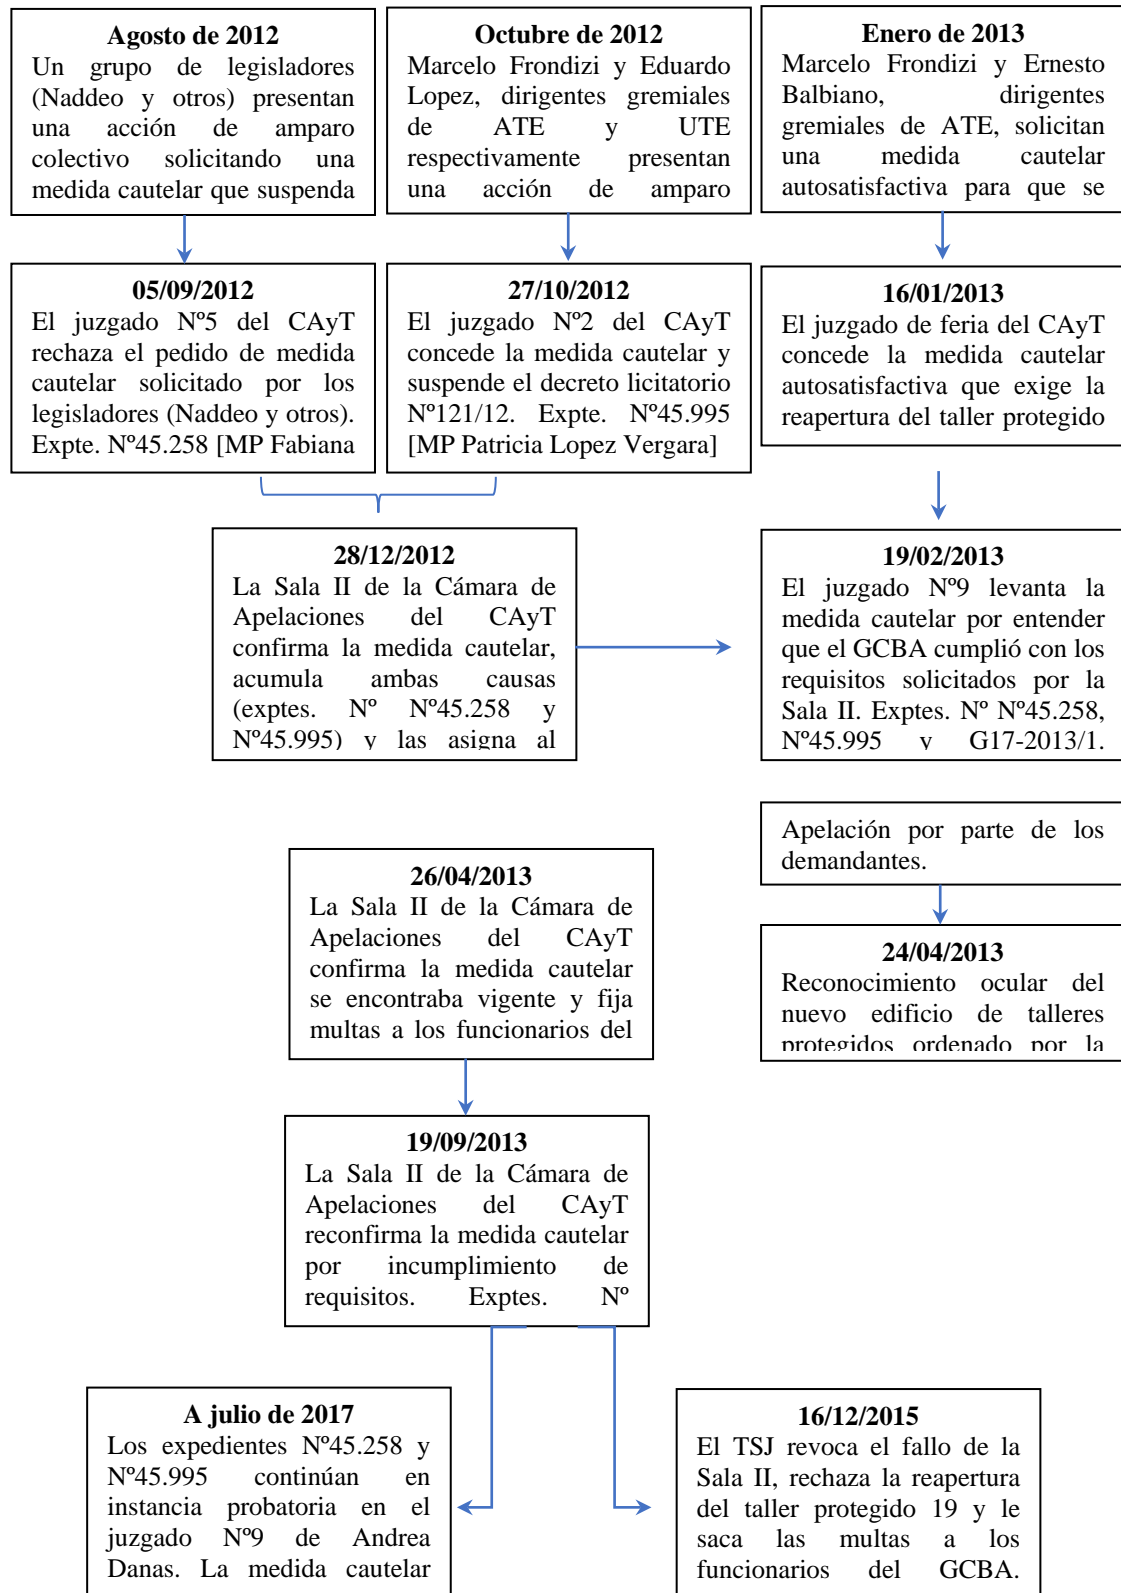 Agosto de 2012
Un grupo de legisladores
(Naddeo y otros) presentan
una acción de amparo
colectivo solicitando una
medida cautelar que suspenda
Octubre de 2012
Marcelo Frondizi y Eduardo
Lopez, dirigentes gremiales
de ATE y UTE
respectivamente presentan
una acción de amparo
Enero de 2013
Marcelo Frondizi y Ernesto
Balbiano, dirigentes
gremiales de ATE, solicitan
una medida cautelar
autosatisfactiva para que se
05/09/2012
El juzgado Nº5 del CAyT
rechaza el pedido de medida
cautelar solicitado por los
legisladores (Naddeo y otros).
Expte. Nº45.258 [MP Fabiana
27/10/2012
El juzgado Nº2 del CAyT
concede la medida cautelar y
suspende el decreto licitatorio
Nº121/12. Expte. Nº45.995
[MP Patricia Lopez Vergara]
16/01/2013
El juzgado de feria del CAyT
concede la medida cautelar
autosatisfactiva que exige la
reapertura del taller protegido
28/12/2012
La Sala II de la Cámara de
Apelaciones del CAyT
confirma la medida cautelar,
acumula ambas causas
(exptes. Nº Nº45.258 y
Nº45.995) y las asigna al
19/02/2013
El juzgado Nº9 levanta la
medida cautelar por entender
que el GCBA cumplió con los
requisitos solicitados por la
Sala II. Exptes. Nº Nº45.258,
Nº45.995 y G17-2013/1.
Apelación por parte de los
demandantes.
26/04/2013
La Sala II de la Cámara de
Apelaciones del CAyT
confirma la medida cautelar
se encontraba vigente y fija
multas a los funcionarios del
24/04/2013
Reconocimiento ocular del
nuevo edificio de talleres
protegidos ordenado por la
19/09/2013
La Sala II de la Cámara de
Apelaciones del CAyT
reconfirma la medida cautelar
por incumplimiento de
requisitos. Exptes. Nº
A julio de 2017
Los expedientes Nº45.258 y
Nº45.995 continúan en
instancia probatoria en el
juzgado Nº9 de Andrea
Danas. La medida cautelar
16/12/2015
El TSJ revoca el fallo de la
Sala II, rechaza la reapertura
del taller protegido 19 y le
saca las multas a los
funcionarios del GCBA.